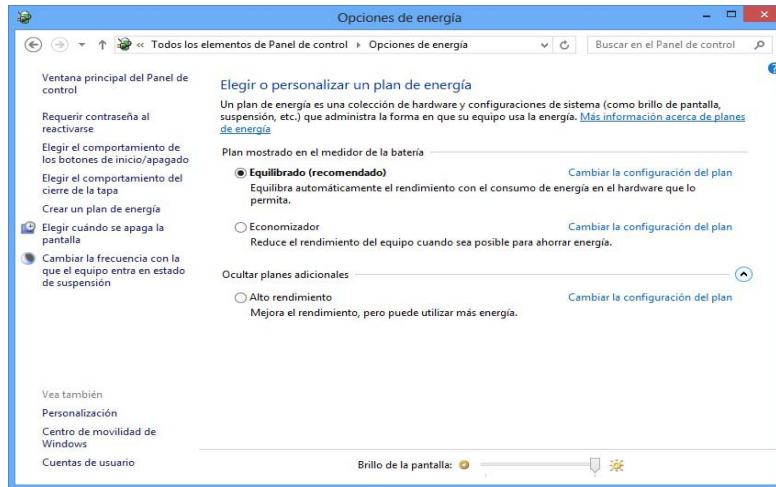 Opciones de energía
« Todos los elementos de Panel de control Opciones de energía
Buscar en el Panel de control
Ventana principal del Panel de
control
Requerir contraseña al
reactivarse
Elegir el comportamiento de
los botones de inicio/apagado
Elegir el comportamiento del
cierre de la tapa
Crear un plan de energía
Elegir cuándo se apaga la
pantalla
Cambiar la frecuencia con la
que el equipo entra en estado
de suspensión
Vea también
Personalización
Centro de movilidad de
Windows
Cuentas de usuario
Elegir o personalizar un plan de energía
Un plan de energía es una colección de hardware y configuraciones de sistema (como brillo de pantalla,
suspensión, etc.) que administra la forma en que su equipo usa la energía. Más información acerca de planes
de energía
Plan mostrado en el medidor de la batería
Equilibrado (recomendado) Cambiar la configuración del plan
Equilibra automáticamente el rendimiento con el consumo de energía en el hardware que lo
permita.
Economizador Cambiar la configuración del plan
Reduce el rendimiento del equipo cuando sea posible para ahorrar energía.
Ocultar planes adicionales
Alto rendimiento Cambiar la configuración del plan
Mejora el rendimiento, pero puede utilizar más energía.
Brillo de la pantalla: